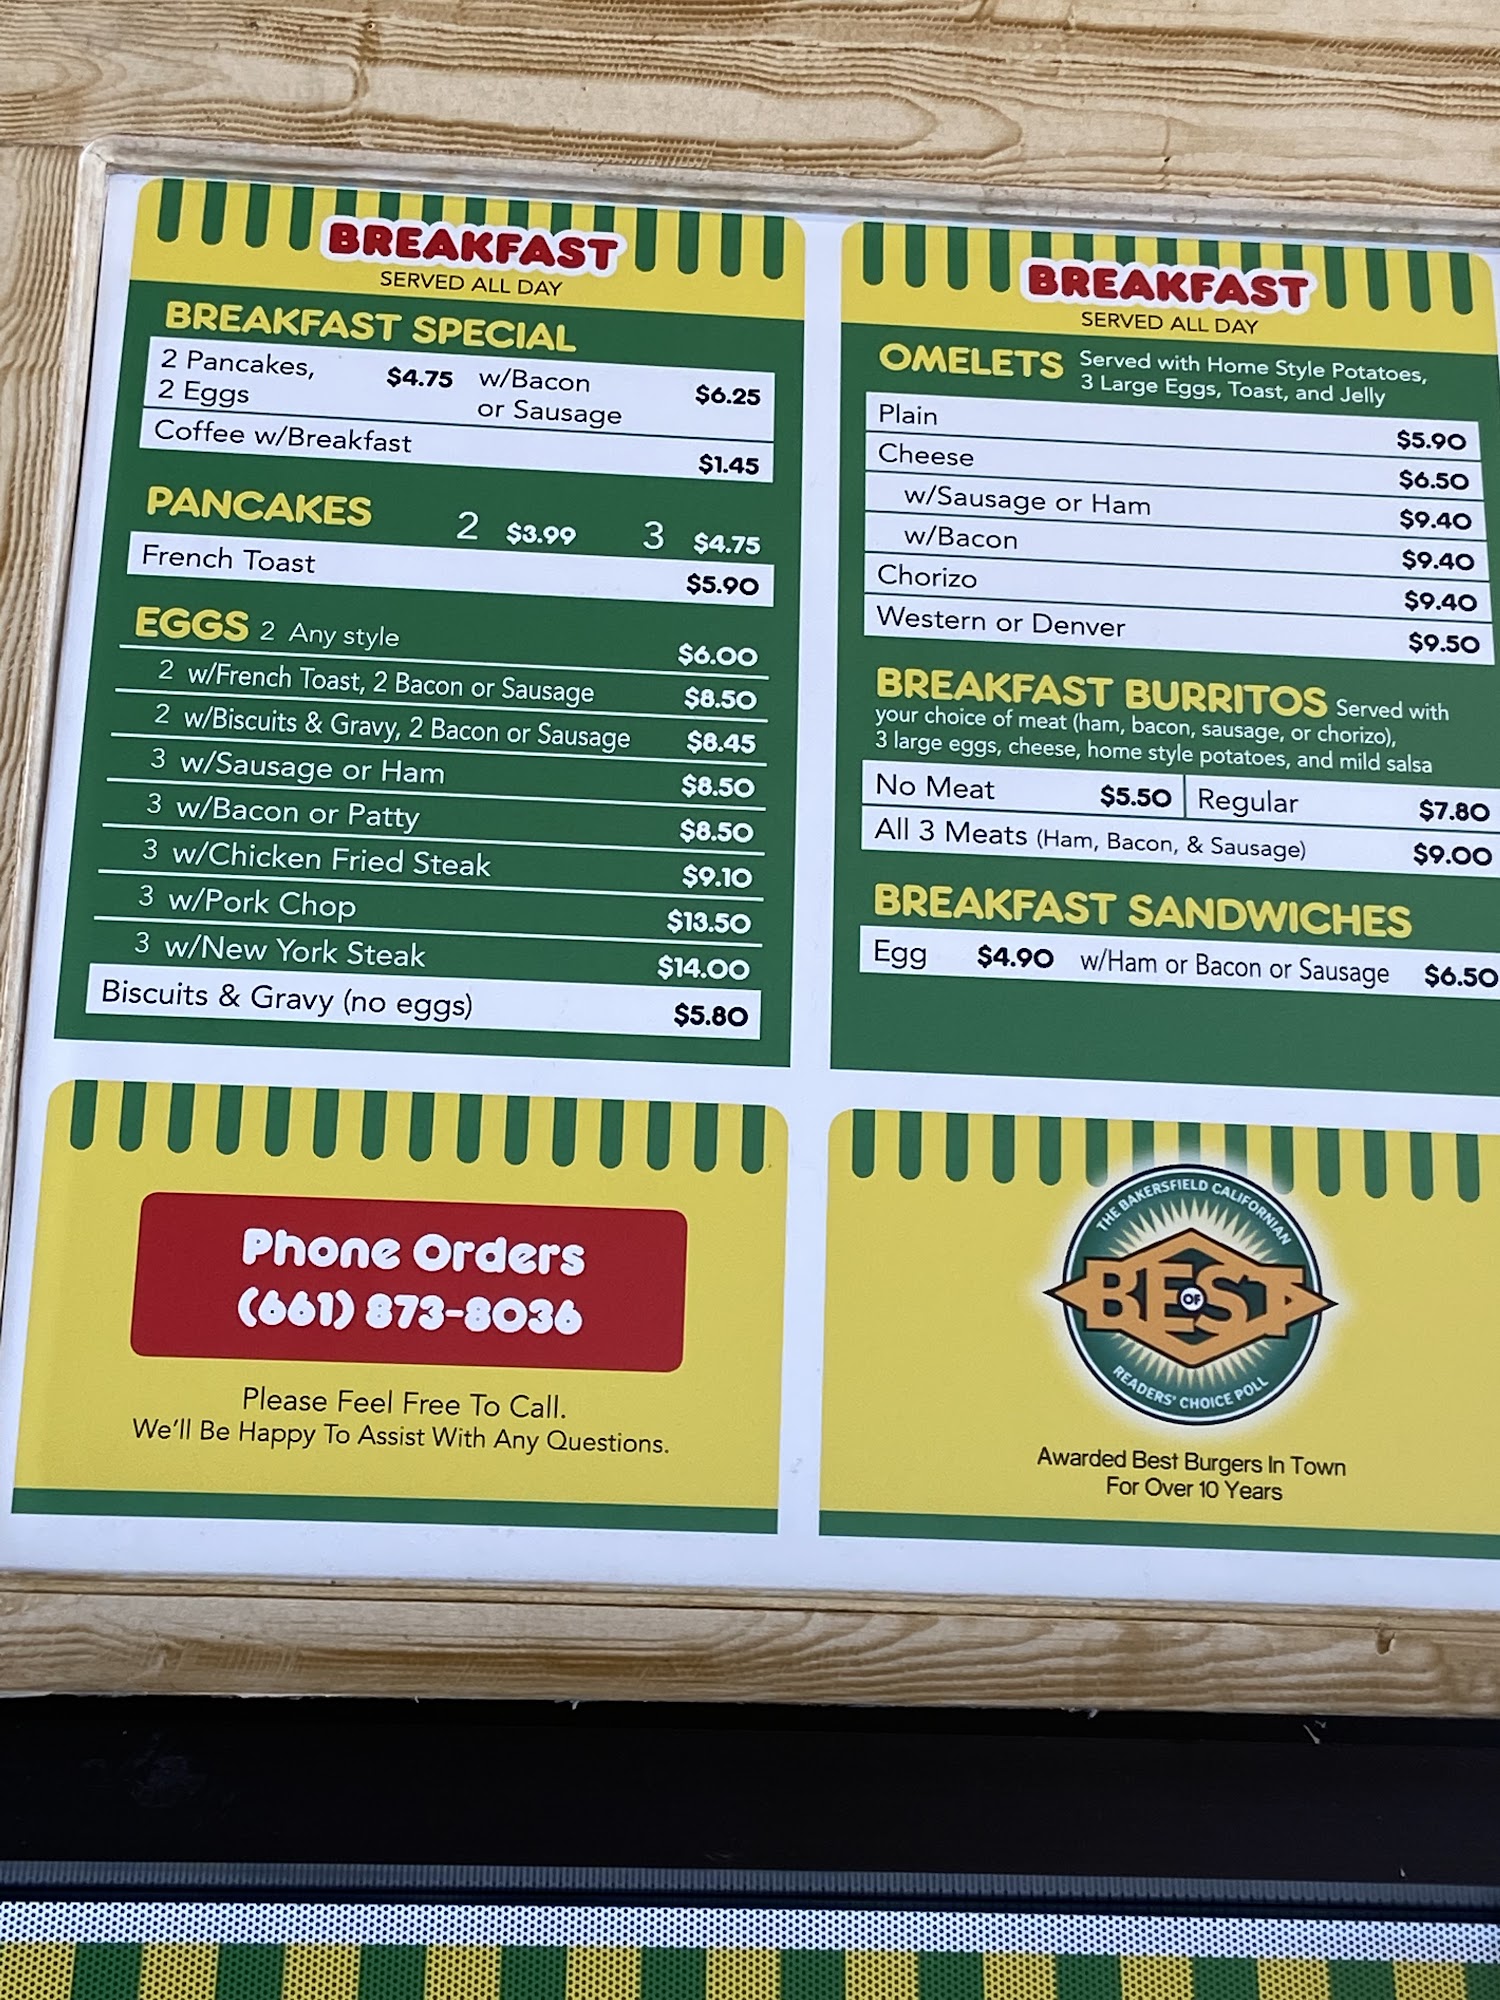 BREAKFAST
SERVED ALL DAY
BREAKFAST SPECIAL
2 Pancakes, 2 Eggs $4.75 w/Bacon or Sausage $6.25
Coffee w/Breakfast $1.45
PANCAKES 2 $3.99 3 $4.75
French Toast $5.90
EGGS 2 Any style $6.00
2 w/French Toast, 2 Bacon or Sausage $8.50
2 w/Biscuits & Gravy, 2 Bacon or Sausage $8.45
3 w/Sausage or Ham $8.50
3 w/Bacon or Patty $8.50
3 w/Chicken Fried Steak $9.10
3 w/Pork Chop $13.50
3 w/New York Steak $14.00
Biscuits & Gravy (no eggs) $5.80
Phone Orders
(661) 873-8036
Please Feel Free To Call.
We'll Be Happy To Assist With Any Questions.
BREAKFAST
SERVED ALL DAY
OMELETS Served with Home Style Potatoes,
3 Large Eggs, Toast, and Jelly
Plain $5.90
Cheese $6.50
w/Sausage or Ham $9.40
w/Bacon $9.40
Chorizo $9.40
Western or Denver $9.50
BREAKFAST BURRITOS Served with
your choice of meat (ham, bacon, sausage, or chorizo),
3 large eggs, cheese, home style potatoes, and mild salsa
No Meat $5.50 Regular $7.80
All 3 Meats (Ham, Bacon, & Sausage) $9.00
BREAKFAST SANDWICHES
Egg $4.90 w/Ham or Bacon or Sausage $6.50
THE BAKERSFIELD CALIFORNIAN
BEST OF
READERS' CHOICE POLL
Awarded Best Burgers In Town
For Over 10 Years